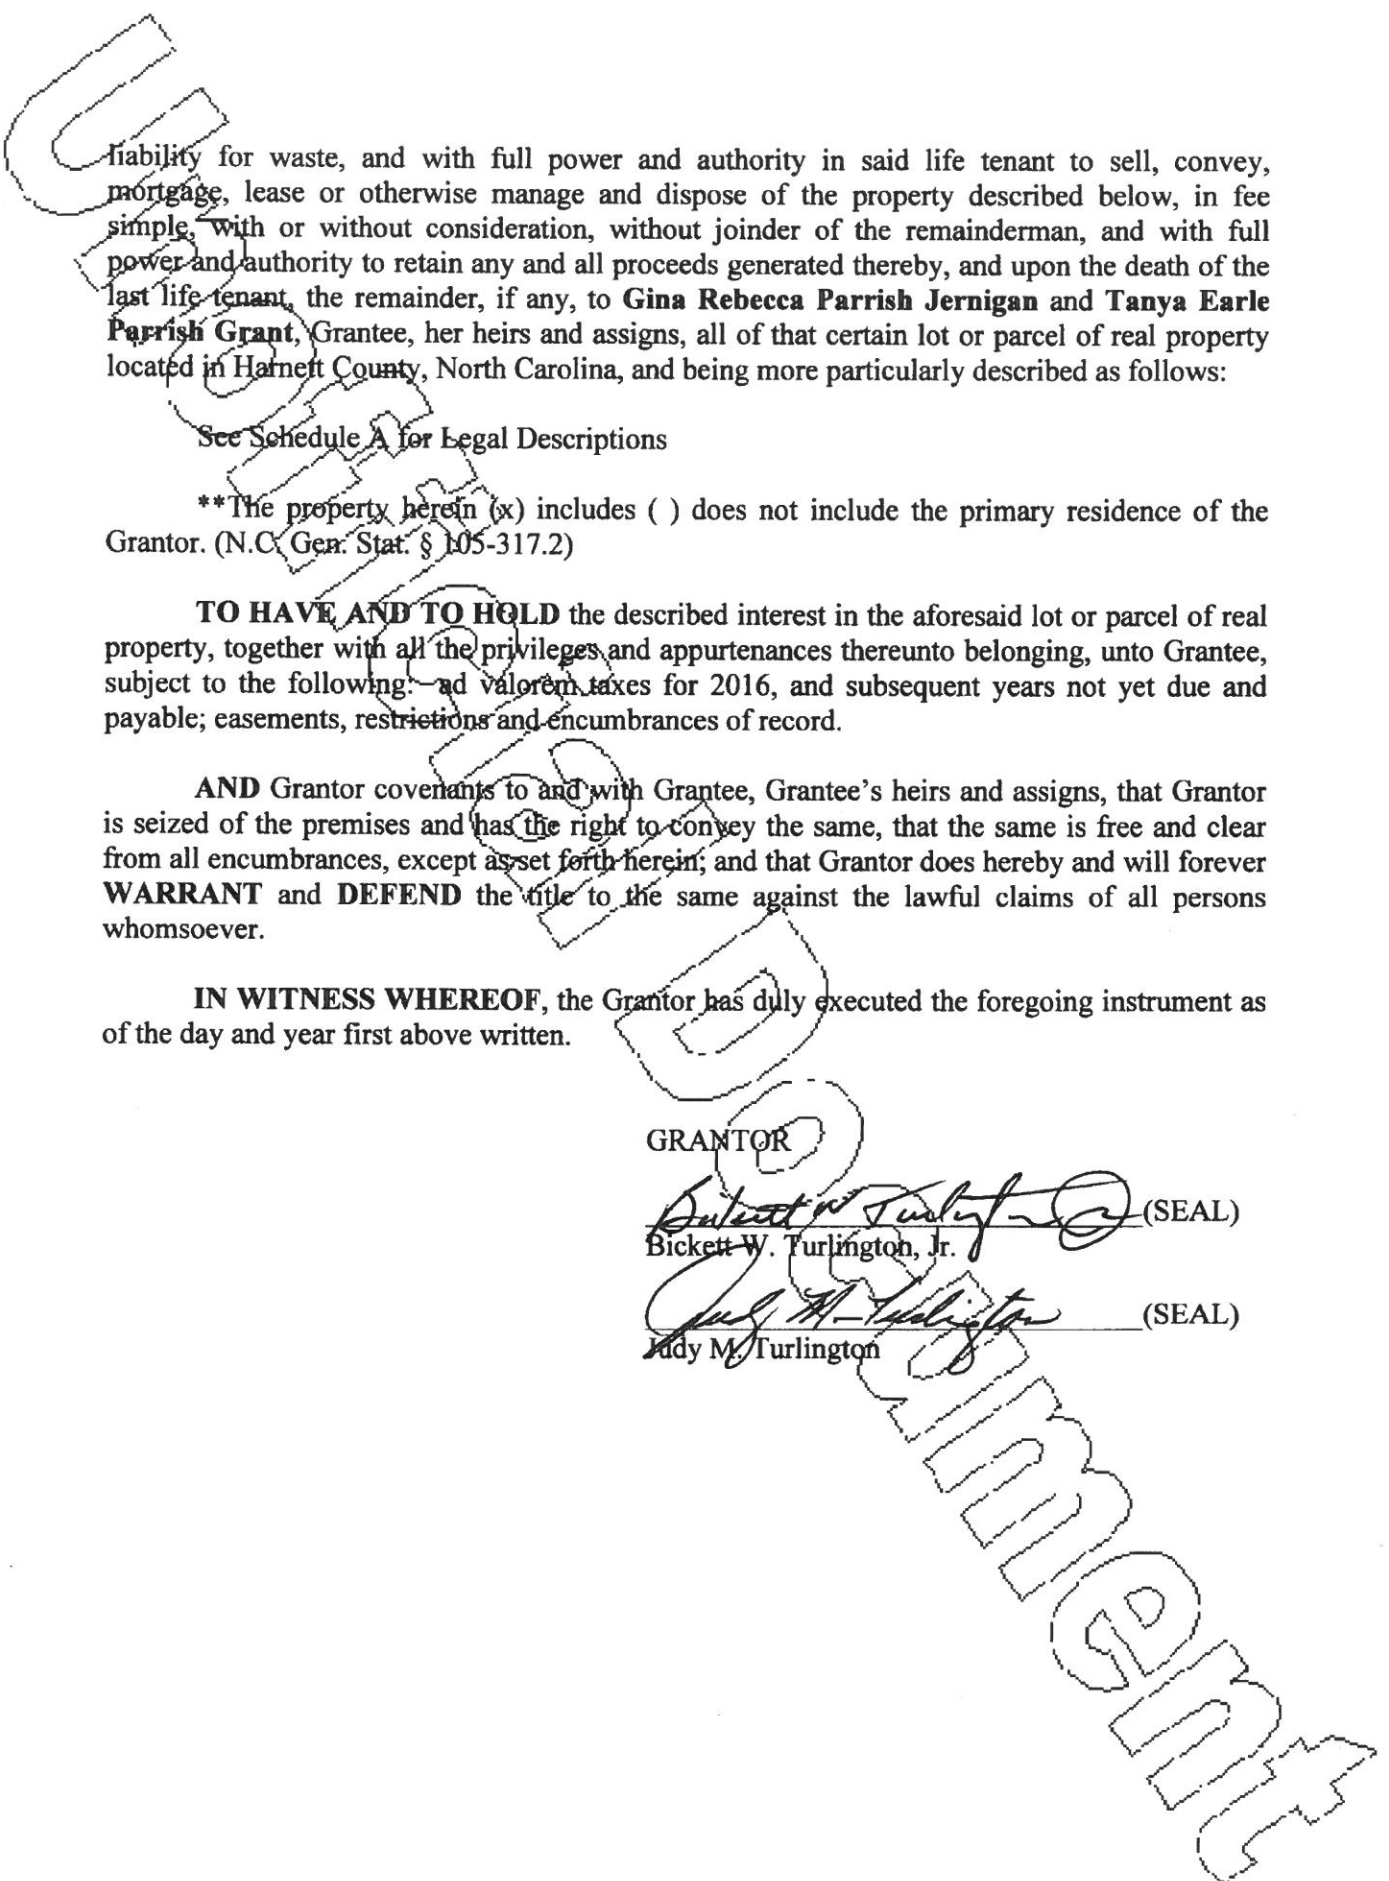 liability for waste, and with full power and authority in said life tenant to sell, convey,
mortgage, lease or otherwise manage and dispose of the property described below, in fee
simple, with or without consideration, without joinder of the remainderman, and with full
power and authority to retain any and all proceeds generated thereby, and upon the death of the
last life tenant, the remainder, if any, to Gina Rebecca Parrish Jernigan and Tanya Earle
Parrish Grant, Grantee, her heirs and assigns, all of that certain lot or parcel of real property
located in Harnett County, North Carolina, and being more particularly described as follows:
See Schedule A for Legal Descriptions
**The property herein (x) includes ( ) does not include the primary residence of the
Grantor. (N.C. Gen. Stat. § 105-317.2)
TO HAVE AND TO HOLD the described interest in the aforesaid lot or parcel of real
property, together with all the privileges and appurtenances thereunto belonging, unto Grantee,
subject to the following: ad valorem taxes for 2016, and subsequent years not yet due and
payable; easements, restrictions and encumbrances of record.
AND Grantor covenants to and with Grantee, Grantee's heirs and assigns, that Grantor
is seized of the premises and has the right to convey the same, that the same is free and clear
from all encumbrances, except as set forth herein; and that Grantor does hereby and will forever
WARRANT and DEFEND the title to the same against the lawful claims of all persons
whomsoever.
IN WITNESS WHEREOF, the Grantor has duly executed the foregoing instrument as
of the day and year first above written.
GRANTOR
Bickett W Turlington Jr (SEAL)
Bickett W. Turlington, Jr.
Judy M. Turlington (SEAL)
Judy M. Turlington
Unofficial Document